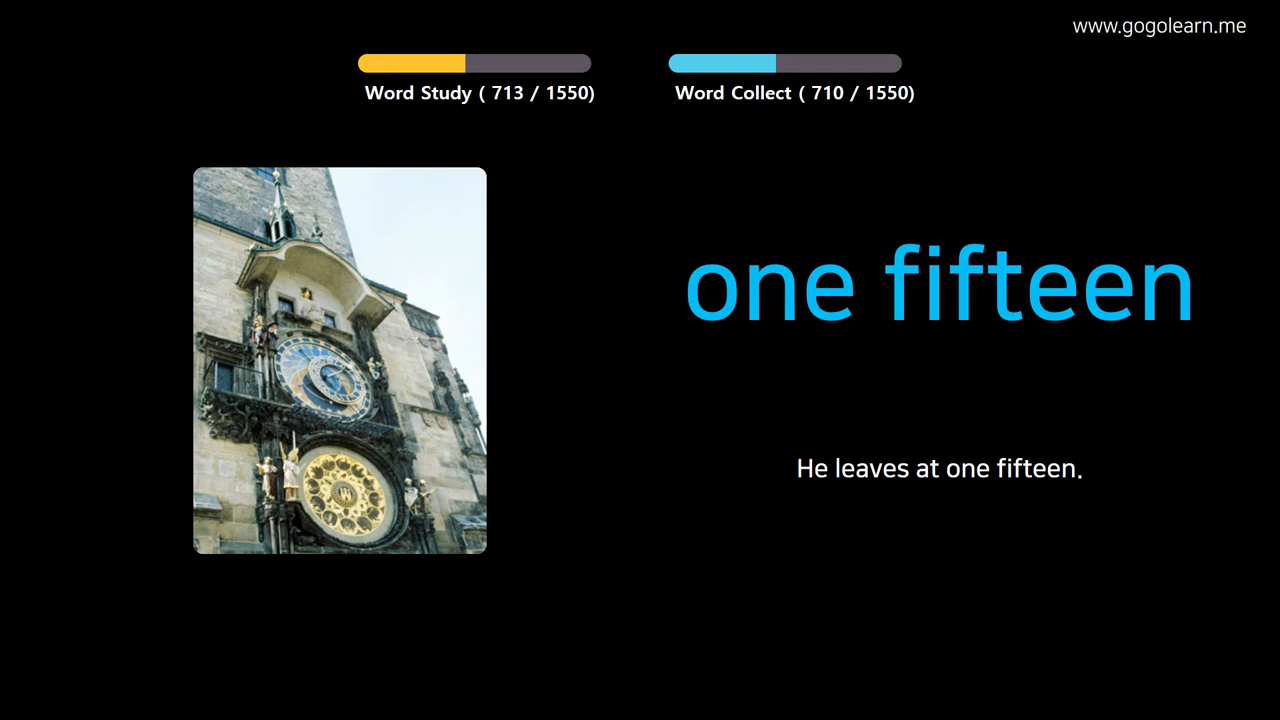 www.gogolearn.me
Word Study ( 713 / 1550)
Word Collect ( 710 / 1550)
one fifteen
He leaves at one fifteen.